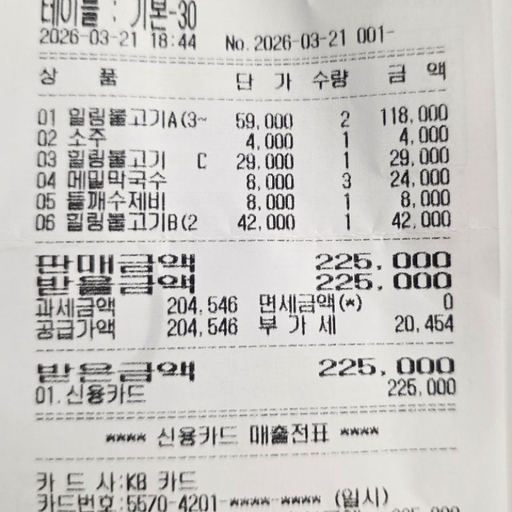 테이블 : 기본-30
2026-03-21 18:44 No. 2026-03-21 001-
상 품 단 가 수량 금 액
01 힐링불고기A(3~ 59,000 2 118,000
02 소주 4,000 1 4,000
03 힐링불고기 C 29,000 1 29,000
04 메밀막국수 8,000 3 24,000
05 들깨수제비 8,000 1 8,000
06 힐링불고기B(2 42,000 1 42,000
판매금액 225,000
받을금액 225,000
과세금액 204,546 면세금액(*) 0
공급가액 204,546 부 가 세 20,454
받은금액 225,000
01.신용카드 225,000
**** 신용카드 매출전표 ****
카 드 사:KB 카드
카드번호:5570-4201-****-**** (일시)